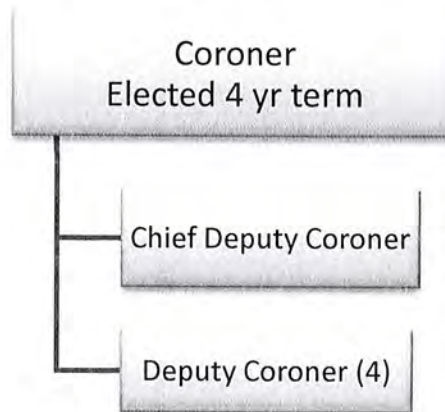 Coroner
Elected 4 yr term
Chief Deputy Coroner
Deputy Coroner (4)